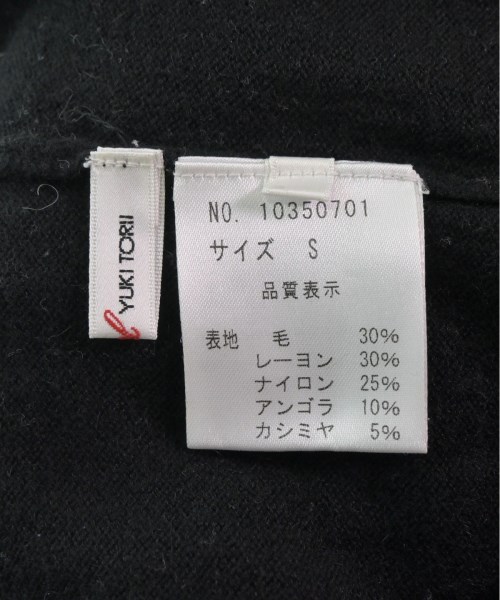 YUKI TORII
NO. 10350701
サイズ S
品質表示
表地 毛 30%
レーヨン 30%
ナイロン 25%
アンゴラ 10%
カシミヤ 5%